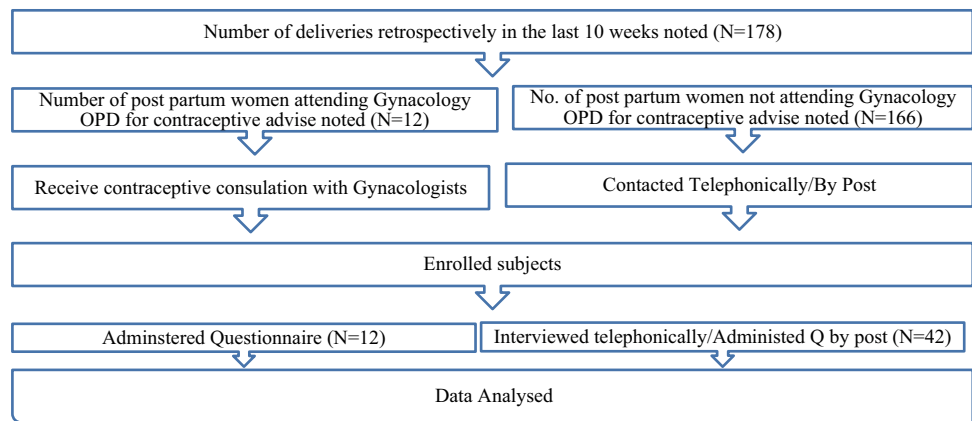 Number of deliveries retrospectively in the last 10 weeks noted (N=178)
Number of post partum women attending Gynacology
OPD for contraceptive advise noted (N=12)
No. of post partum women not attending Gynacology
OPD for contraceptive advise noted (N=166)
Receive contraceptive consulation with Gynacologists
Contacted Telephonically/By Post
Enrolled subjects
Adminstered Questionnaire (N=12)
Interviewed telephonically/Administed Q by post (N=42)
Data Analysed